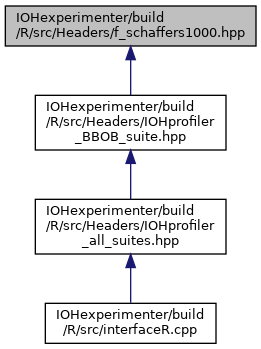 IOHexperimenter/build
/R/src/Headers/f_schaffers1000.hpp
IOHexperimenter/build
/R/src/Headers/IOHprofiler
_BBOB_suite.hpp
IOHexperimenter/build
/R/src/Headers/IOHprofiler
_all_suites.hpp
IOHexperimenter/build
/R/src/interfaceR.cpp